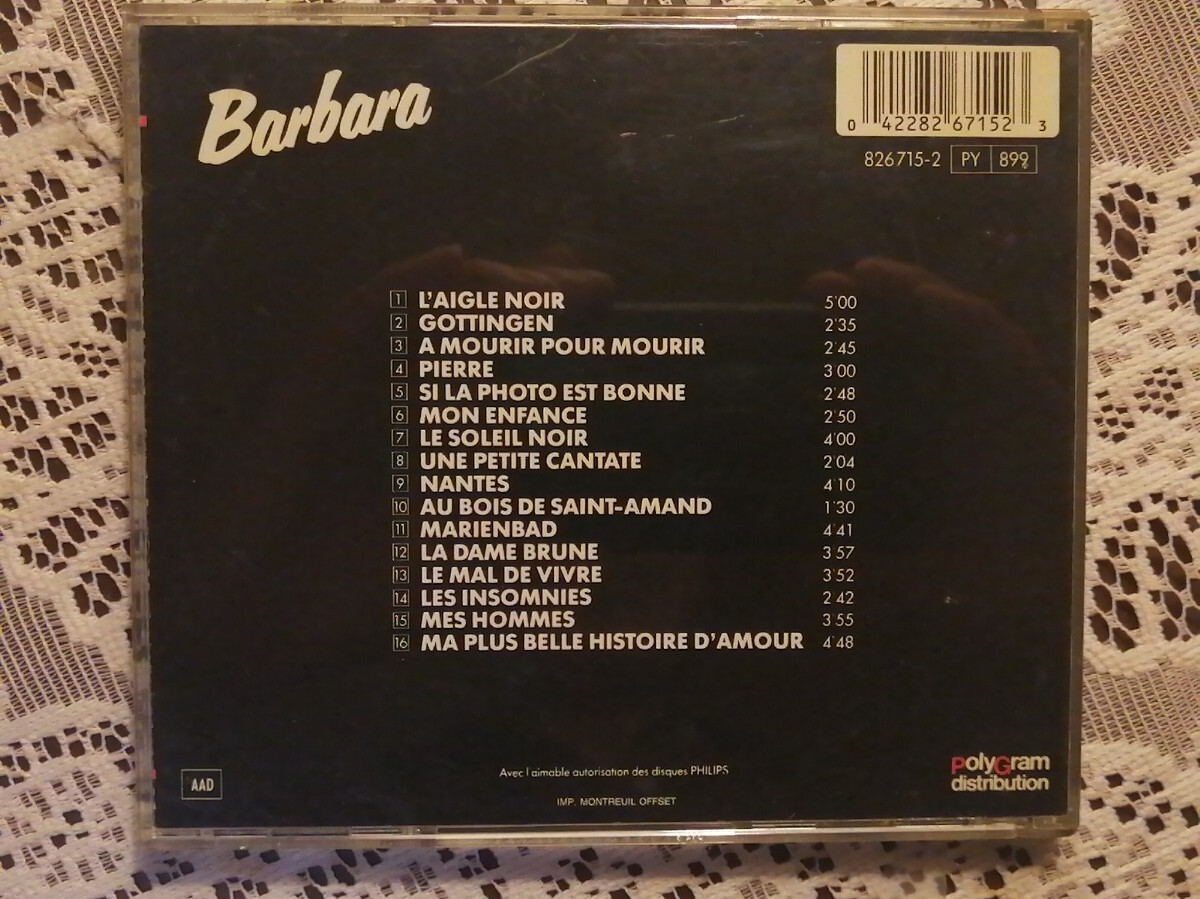 Barbara
0 42282 67152 3
826 715-2 PY 899
1 L'AIGLE NOIR 5'00
2 GOTTINGEN 2'35
3 A MOURIR POUR MOURIR 2'45
4 PIERRE 3'00
5 SI LA PHOTO EST BONNE 2'48
6 MON ENFANCE 2'50
7 LE SOLEIL NOIR 4'00
8 UNE PETITE CANTATE 2'04
9 NANTES 4'10
10 AU BOIS DE SAINT-AMAND 1'30
11 MARIENBAD 4'41
12 LA DAME BRUNE 3'57
13 LE MAL DE VIVRE 3'52
14 LES INSOMNIES 2'42
15 MES HOMMES 3'55
16 MA PLUS BELLE HISTOIRE D'AMOUR 4'48
AAD
Avec l'aimable autorisation des disques PHILIPS
IMP. MONTREUIL OFFSET
PolyGram
distribution